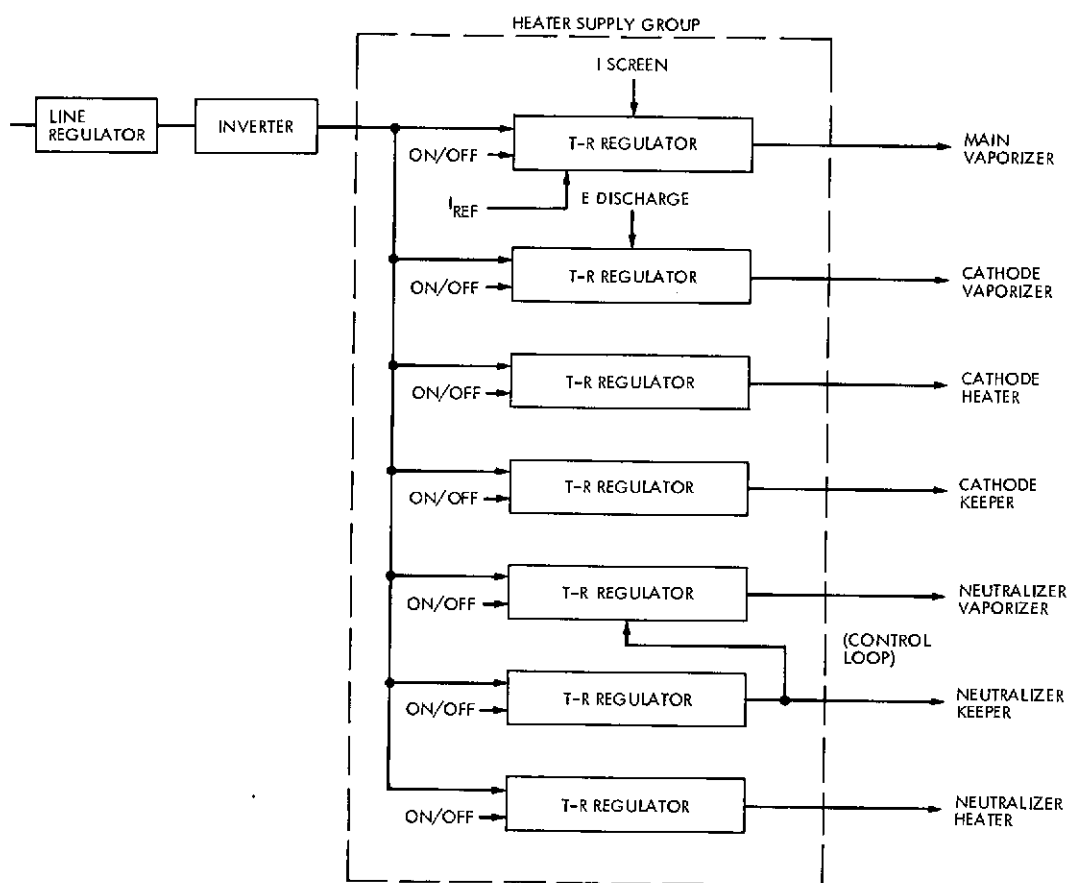 HEATER SUPPLY GROUP
I SCREEN
LINE
REGULATOR
INVERTER
T-R REGULATOR
MAIN
VAPORIZER
ON/OFF
I REF
E DISCHARGE
T-R REGULATOR
CATHODE
VAPORIZER
ON/OFF
T-R REGULATOR
CATHODE
HEATER
ON/OFF
T-R REGULATOR
CATHODE
KEEPER
ON/OFF
T-R REGULATOR
NEUTRALIZER
VAPORIZER
ON/OFF
(CONTROL
LOOP)
T-R REGULATOR
NEUTRALIZER
KEEPER
ON/OFF
T-R REGULATOR
NEUTRALIZER
HEATER
ON/OFF